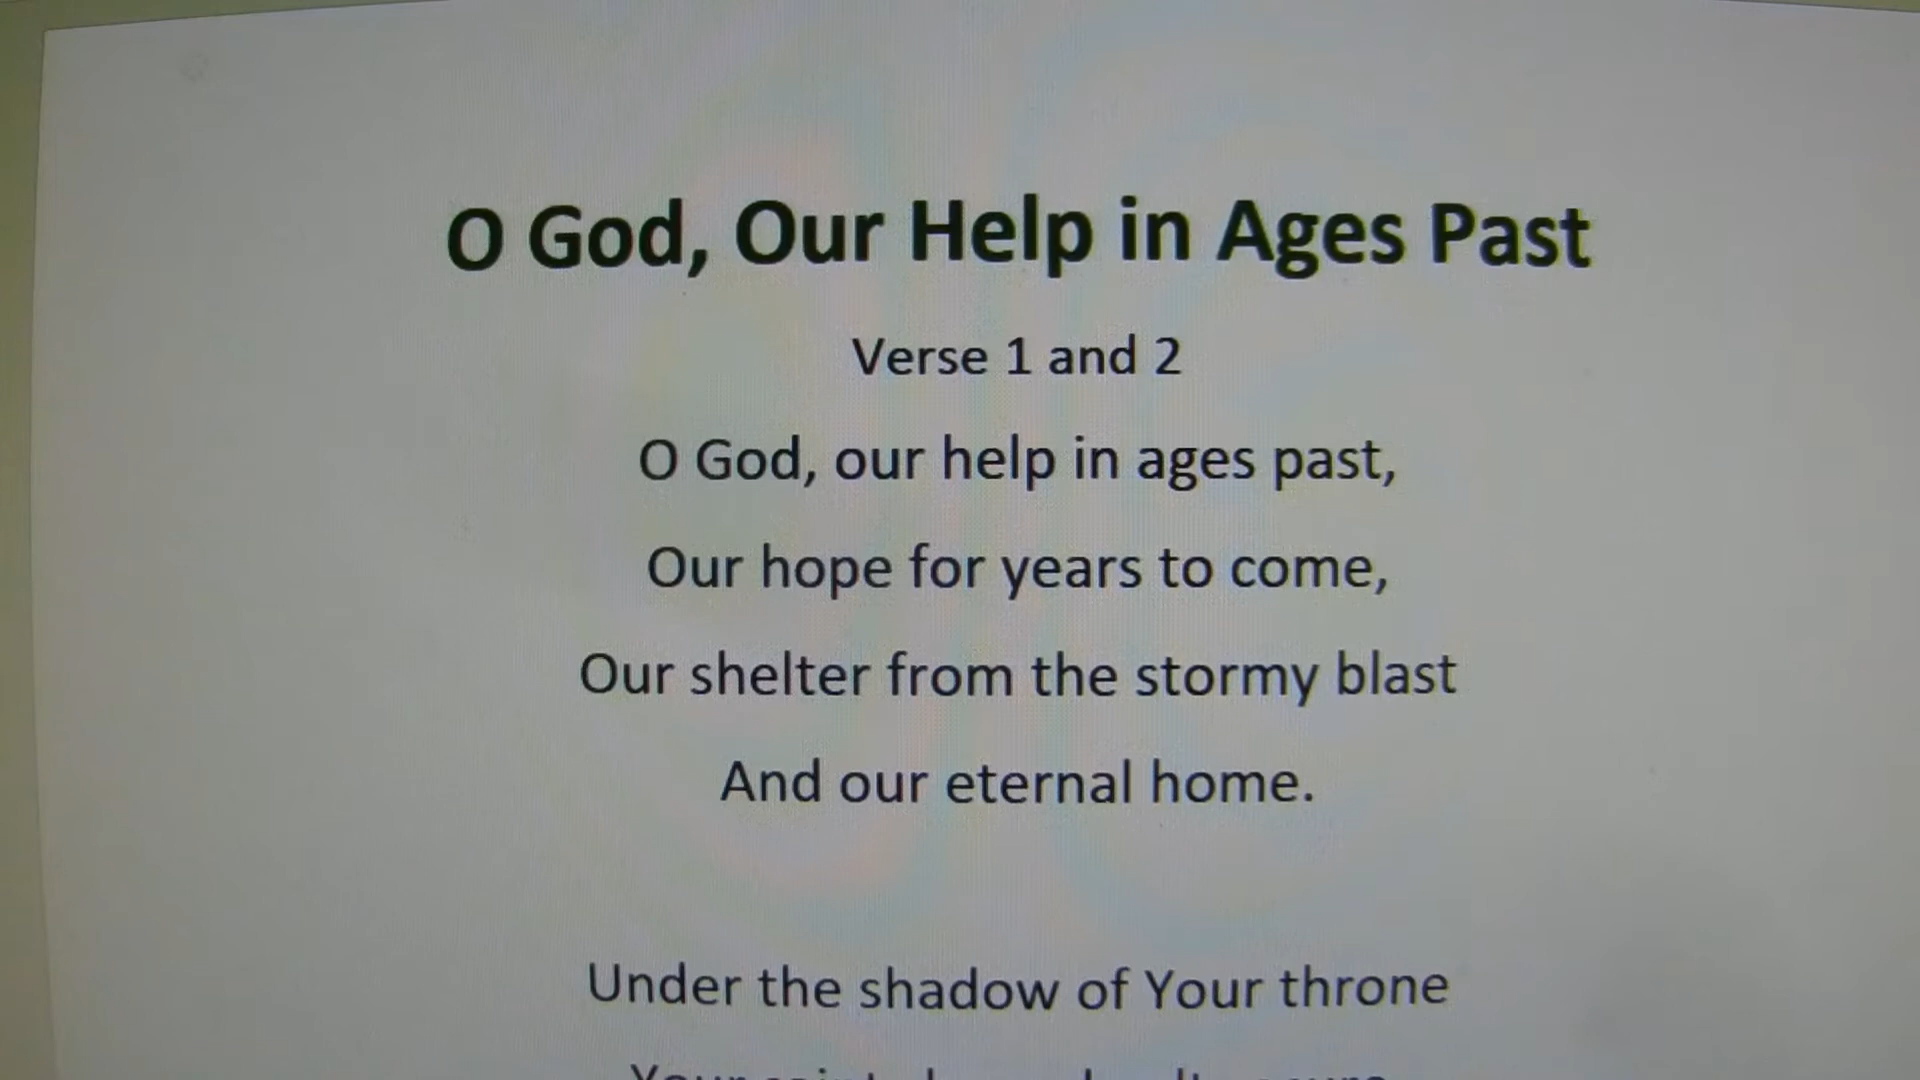 O God, Our Help in Ages Past
Verse 1 and 2
O God, our help in ages past,
Our hope for years to come,
Our shelter from the stormy blast
And our eternal home.
Under the shadow of Your throne